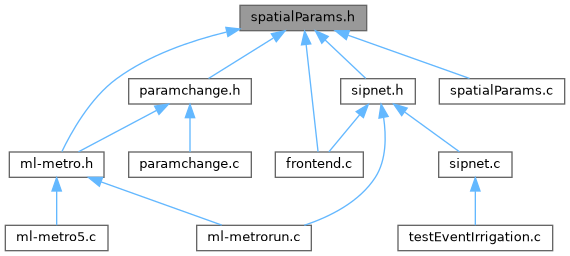 spatialParams.h
paramchange.h
sipnet.h
spatialParams.c
ml-metro.h
paramchange.c
frontend.c
sipnet.c
ml-metro5.c
ml-metrorun.c
testEventIrrigation.c